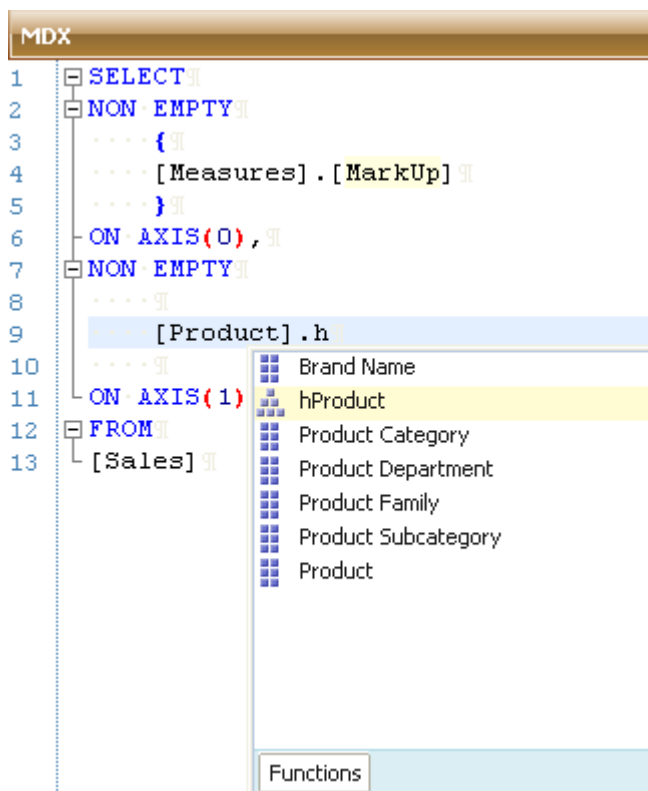 MDX
1 SELECT¶
2 NON EMPTY¶
3 {¶
4 [Measures].[MarkUp]¶
5 }¶
6 ON AXIS(0),¶
7 NON EMPTY¶
8 ¶
9 [Product].h¶
10 ¶
11 ON AXIS(1)
12 FROM¶
13 [Sales]¶
Brand Name
hProduct
Product Category
Product Department
Product Family
Product Subcategory
Product
Functions